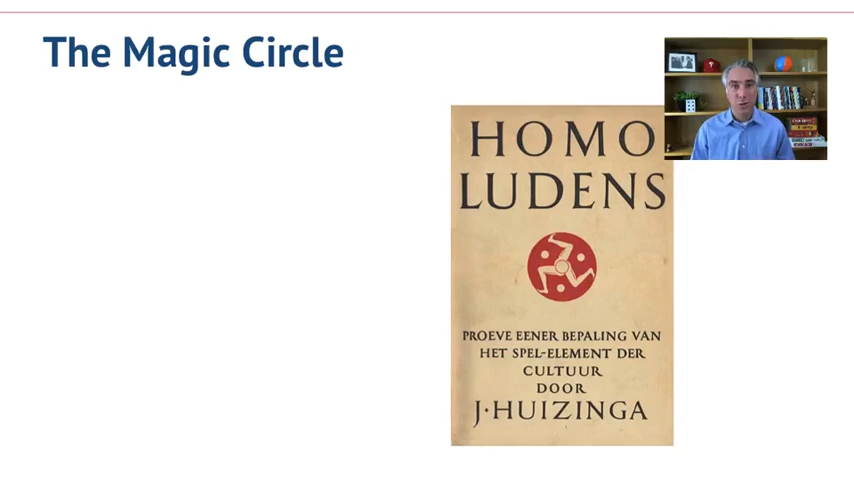 The Magic Circle
HOMO
LUDENS
PROEVE EENER BEPALING VAN
HET SPEL-ELEMENT DER
CULTUUR
DOOR
J·HUIZINGA